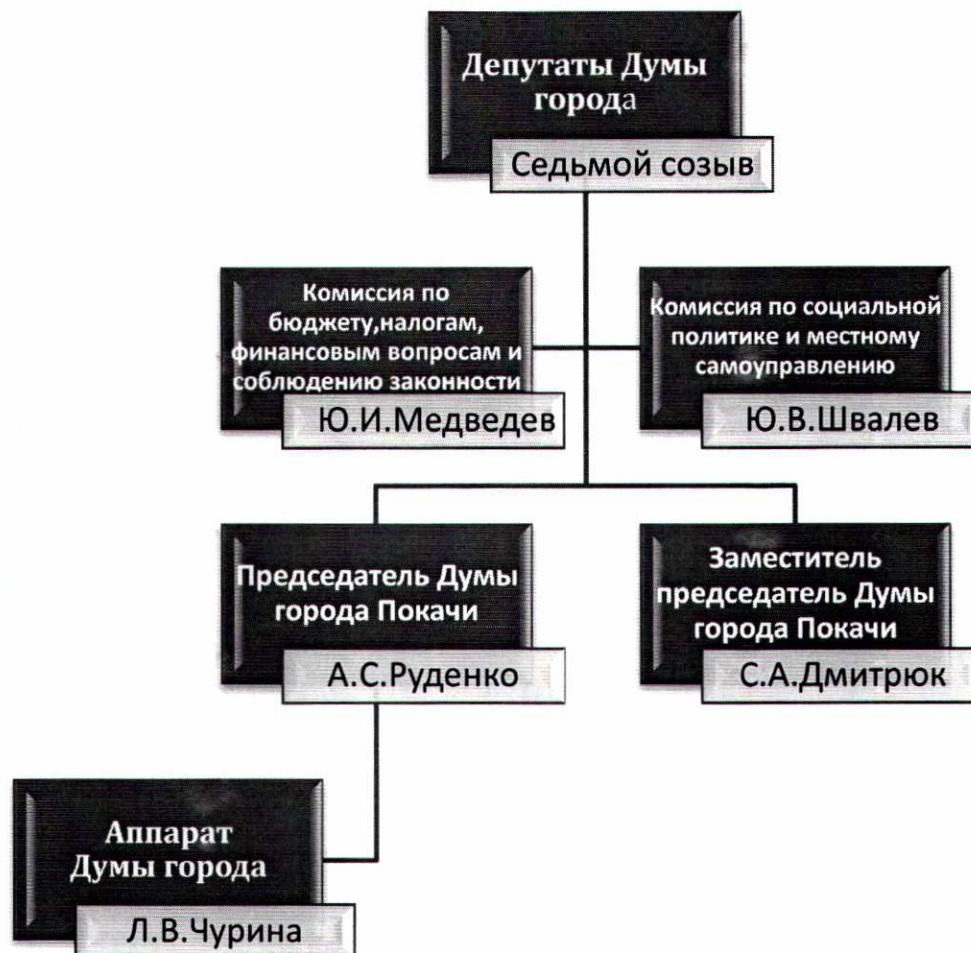 Депутаты Думы
города
Седьмой созыв
Комиссия по
бюджету,налогам,
финансовым вопросам и
соблюдению законности
Ю.И.Медведев
Комиссия по социальной
политике и местному
самоуправлению
Ю.В.Швалев
Председатель Думы
города Покачи
А.С.Руденко
Заместитель
председатель Думы
города Покачи
С.А.Дмитрюк
Аппарат
Думы города
Л.В.Чурина